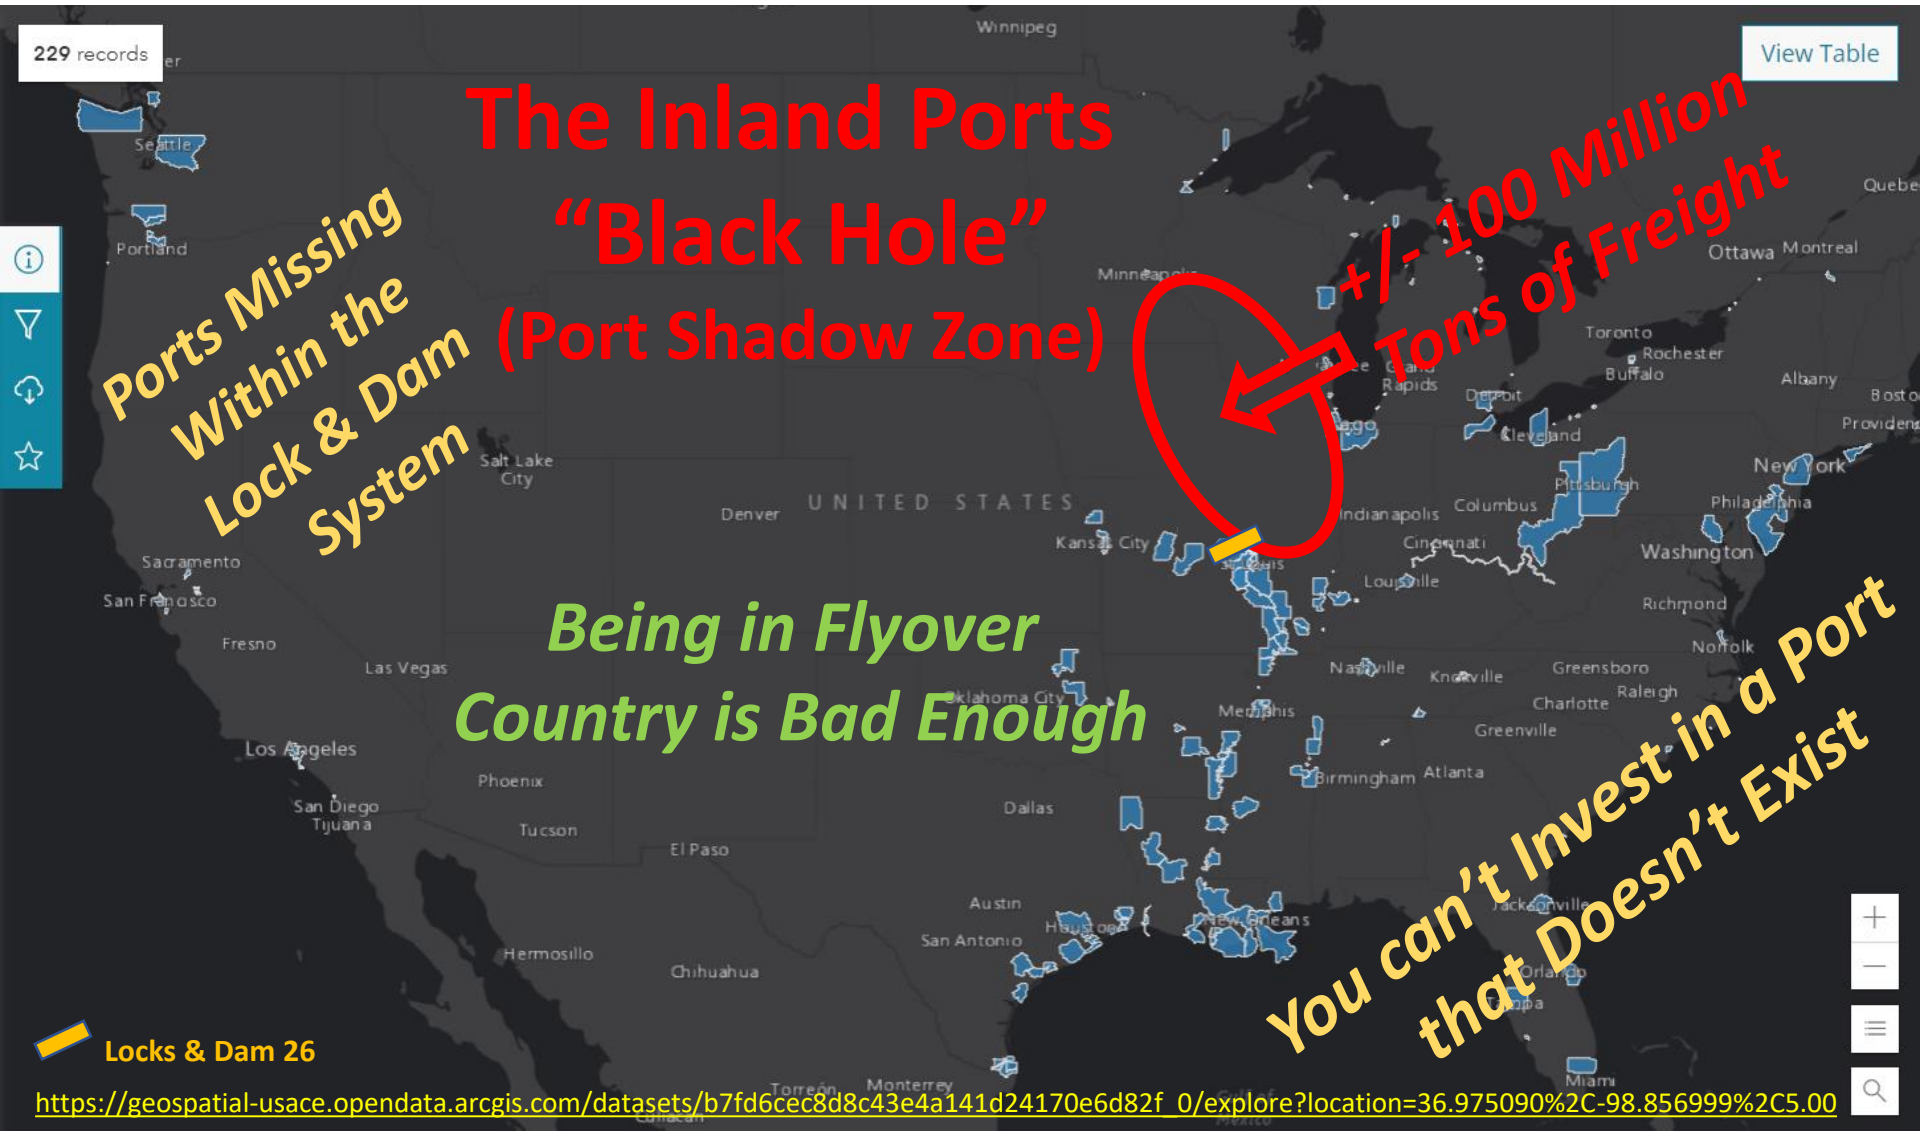 Winnipeg
229 records
View Table
The Inland Ports
“Black Hole”
(Port Shadow Zone)
+/- 100 Million
Tons of Freight
Ports Missing
Within the
Lock & Dam
System
Being in Flyover
Country is Bad Enough
You can’t Invest in a Port
that Doesn’t Exist
Seattle
Portland
Minneapolis
Ottawa
Montreal
Toronto
Rochester
Buffalo
Albany
Grand
Rapids
Detroit
Cleveland
New York
Pittsburgh
Philadelphia
Salt Lake
City
Denver
UNITED STATES
Kansas City
Indianapolis
Columbus
Cincinnati
Washington
Sacramento
San Francisco
St Louis
Louisville
Richmond
Norfolk
Fresno
Las Vegas
Nashville
Knoxville
Greensboro
Raleigh
Charlotte
Greenville
Oklahoma City
Memphis
Los Angeles
Phoenix
Birmingham
Atlanta
San Diego
Tijuana
Tucson
Dallas
El Paso
Austin
Houston
New Orleans
Jacksonville
San Antonio
Hermosillo
Chihuahua
Orlando
Tampa
Locks & Dam 26
Torreón
Monterrey
Miami
https://geospatial-usace.opendata.arcgis.com/datasets/b7fd6cec8d8c43e4a141d24170e6d82f_0/explore?location=36.975090%2C-98.856999%2C5.00